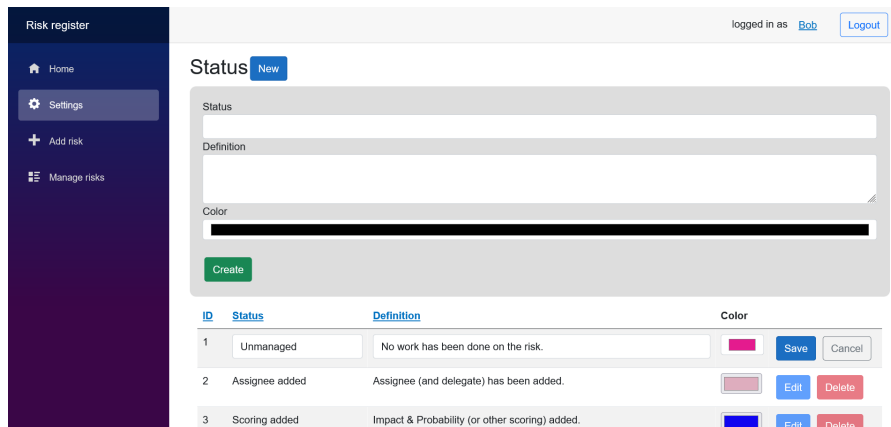 Risk register
logged in as Bob Logout
Home
Settings
Add risk
Manage risks
Status New
Status
Definition
Color
Create
ID Status Definition Color
1 Unmanaged No work has been done on the risk. Save Cancel
2 Assignee added Assignee (and delegate) has been added. Edit Delete
3 Scoring added Impact & Probability (or other scoring) added. Edit Delete